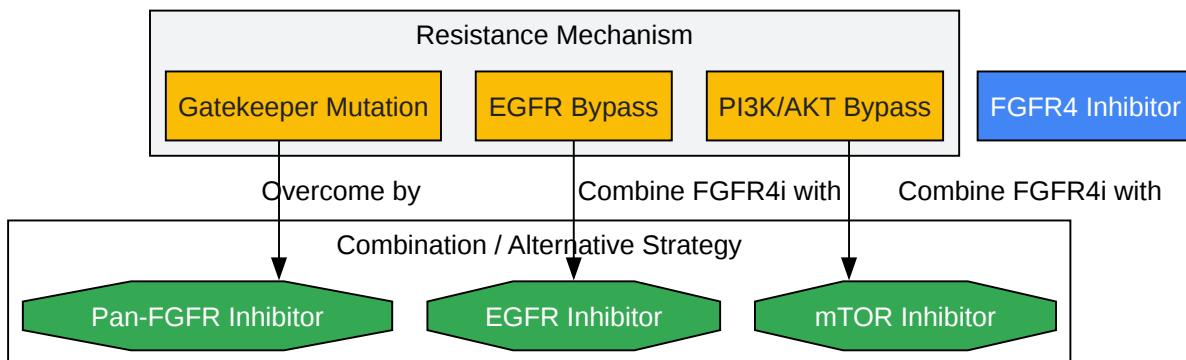 Resistance Mechanism
Gatekeeper Mutation
EGFR Bypass
PI3K/AKT Bypass
FGFR4 Inhibitor
Overcome by
Combine FGFR4i with
Combine FGFR4i with
Combination / Alternative Strategy
Pan-FGFR Inhibitor
EGFR Inhibitor
mTOR Inhibitor